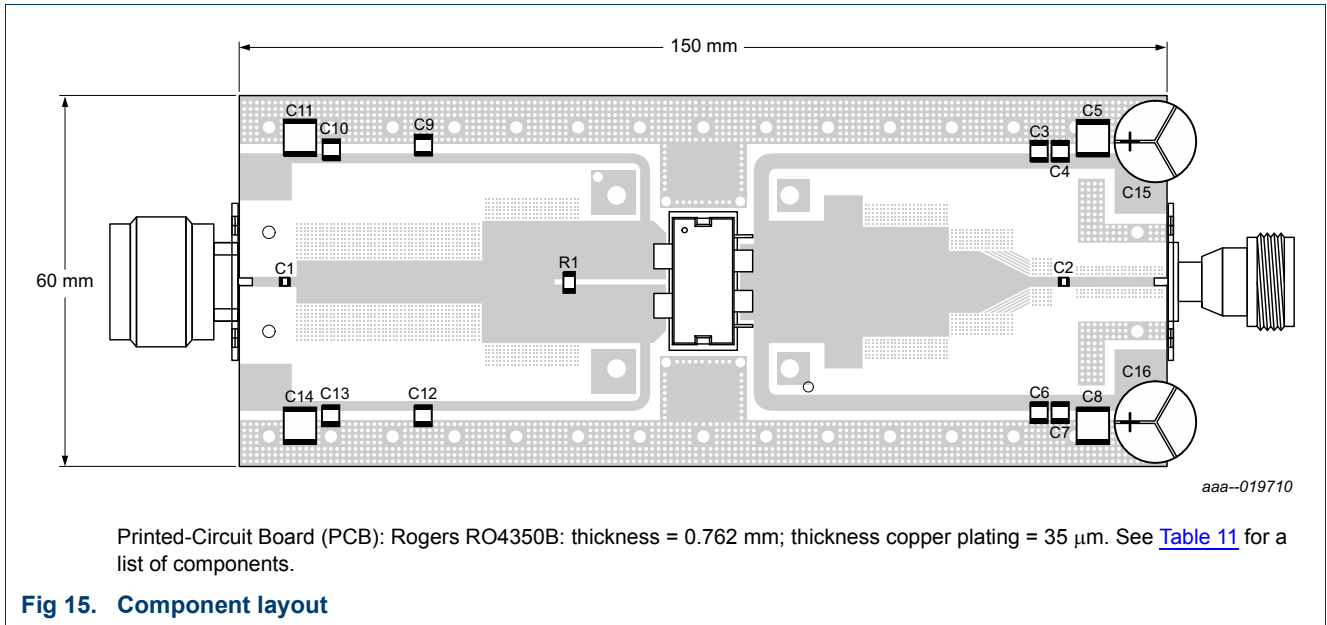 150 mm
60 mm
C11
C10
C9
C3
C4
C5
C15
C1
R1
C2
C14
C13
C12
C6
C7
C8
C16
aaa--019710
Printed-Circuit Board (PCB): Rogers RO4350B: thickness = 0.762 mm; thickness copper plating = 35 μm. See Table 11 for a
list of components.
Fig 15. Component layout